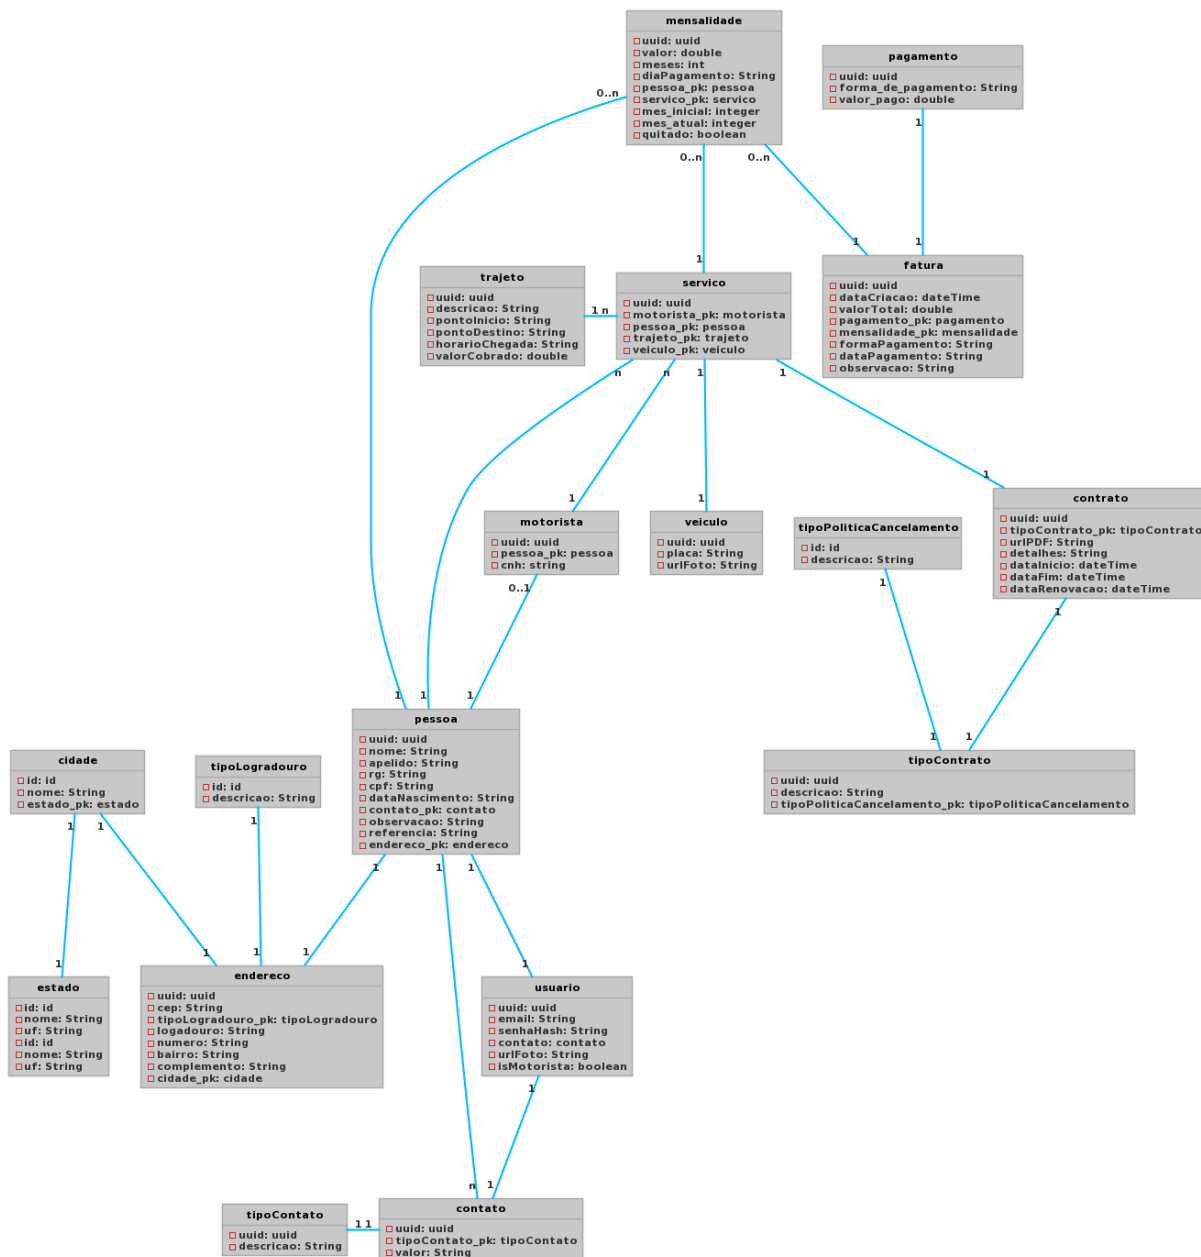 mensalidade
uuid: uuid
valor: double
meses: int
diaPagamento: String
pessoa_pk: pessoa
servico_pk: servico
mes_inicial: integer
mes_atual: integer
quitado: boolean
pagamento
uuid: uuid
forma_de_pagamento: String
valor_pago: double
0..n
0..n
0..n
1
1
1
1
trajeto
uuid: uuid
descricao: String
pontoInicio: String
pontoDestino: String
horarioChegada: String
valorCobrado: double
1 n
servico
uuid: uuid
motorista_pk: motorista
pessoa_pk: pessoa
trajeto_pk: trajeto
veiculo_pk: veiculo
fatura
uuid: uuid
dataCriacao: dateTime
valorTotal: double
pagamento_pk: pagamento
mensalidade_pk: mensalidade
formaPagamento: String
dataPagamento: String
observacao: String
n
n
1
1
1
1
1
motorista
uuid: uuid
pessoa_pk: pessoa
cnh: string
veiculo
uuid: uuid
placa: String
urlFoto: String
tipoPoliticaCancelamento
id: id
descricao: String
contrato
uuid: uuid
tipoContrato_pk: tipoContrato
urlPDF: String
detalhes: String
dataInicio: dateTime
dataFim: dateTime
dataRenovacao: dateTime
0..1
1
1
1
1
1
1
1
pessoa
uuid: uuid
nome: String
apelido: String
rg: String
cpf: String
dataNascimento: String
contato_pk: contato
observacao: String
referencia: String
endereco_pk: endereco
cidade
id: id
nome: String
estado_pk: estado
tipoLogradouro
id: id
descricao: String
tipoContrato
uuid: uuid
descricao: String
tipoPoliticaCancelamento_pk: tipoPoliticaCancelamento
1
1
1
1
1
1
1
1
1
1
1
estado
id: id
nome: String
uf: String
id: id
nome: String
uf: String
endereco
uuid: uuid
cep: String
tipoLogradouro_pk: tipoLogradouro
logadouro: String
numero: String
bairro: String
complemento: String
cidade_pk: cidade
usuario
uuid: uuid
email: String
senhaHash: String
contato: contato
urlFoto: String
isMotorista: boolean
1
n
1
tipoContato
uuid: uuid
descricao: String
1 1
contato
uuid: uuid
tipoContato_pk: tipoContato
valor: String